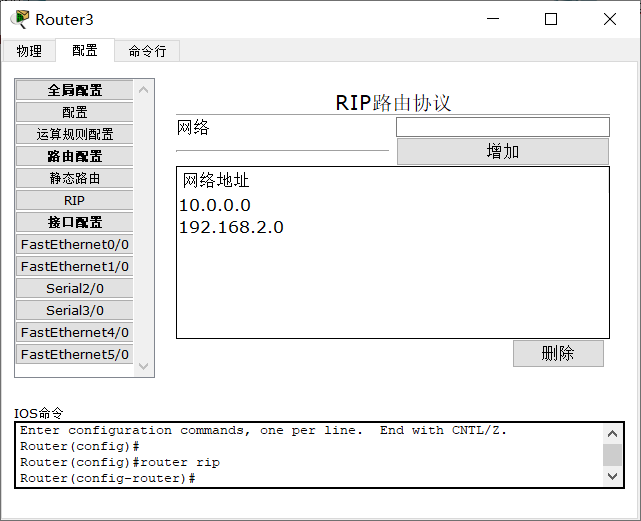 Router3
物理
配置
命令行
全局配置
配置
运算规则配置
路由配置
静态路由
RIP
接口配置
FastEthernet0/0
FastEthernet1/0
Serial2/0
Serial3/0
FastEthernet4/0
FastEthernet5/0
RIP路由协议
网络
增加
网络地址
10.0.0.0
192.168.2.0
删除
IOS命令
Enter configuration commands, one per line.  End with CNTL/Z.
Router(config)#
Router(config)#router rip
Router(config-router)#